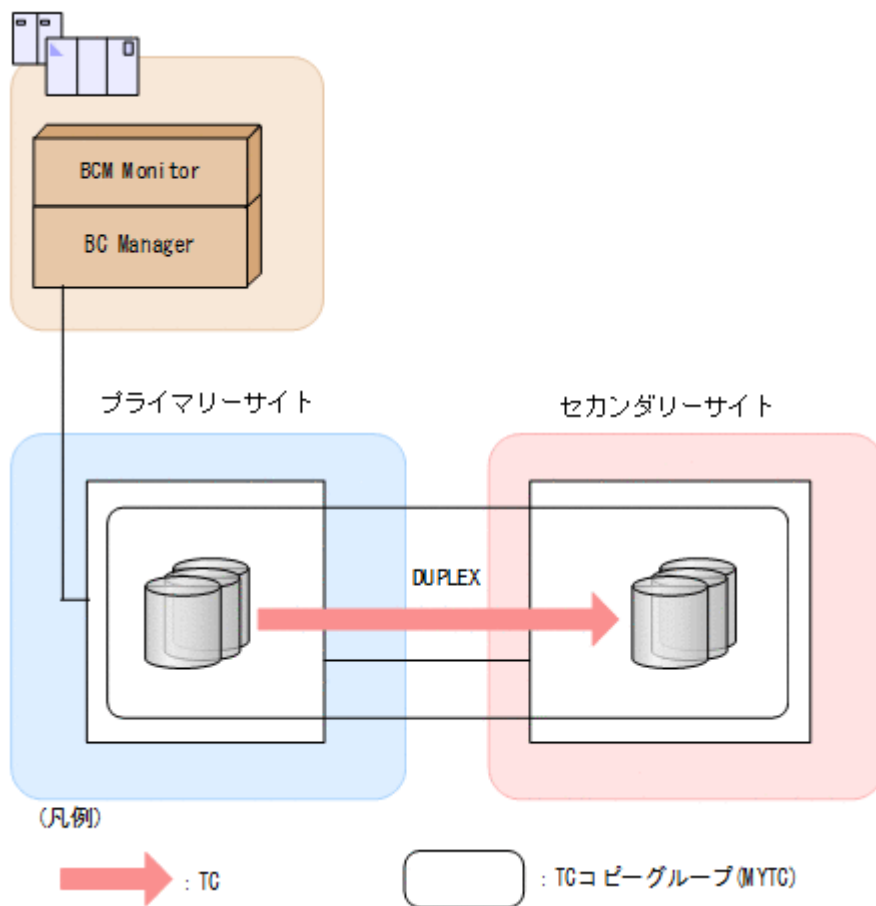 BCM Monitor
BC Manager
プライマリーサイト
セカンダリーサイト
DUPLEX
(凡例)
: TC
: TCコピーグループ(MYTC)